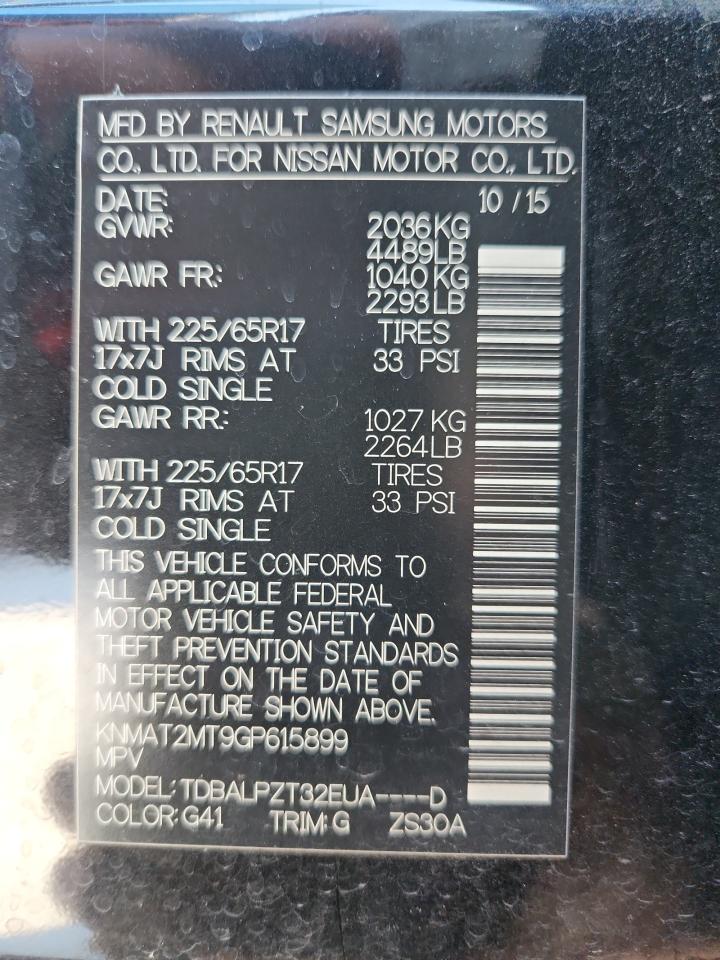 MFD BY RENAULT SAMSUNG MOTORS
CO., LTD. FOR NISSAN MOTOR CO., LTD.
DATE: 10 / 15
GVWR: 2036 KG
4489 LB
GAWR FR: 1040 KG
2293 LB
WITH 225/65R17 TIRES
17x7J RIMS AT 33 PSI
COLD SINGLE
GAWR RR: 1027 KG
2264 LB
WITH 225/65R17 TIRES
17x7J RIMS AT 33 PSI
COLD SINGLE
THIS VEHICLE CONFORMS TO
ALL APPLICABLE FEDERAL
MOTOR VEHICLE SAFETY AND
THEFT PREVENTION STANDARDS
IN EFFECT ON THE DATE OF
MANUFACTURE SHOWN ABOVE.
KNMAT2MT9GP615899
MPV
MODEL: TDBALPZT32EUA----D
COLOR: G41 TRIM: G ZS30A